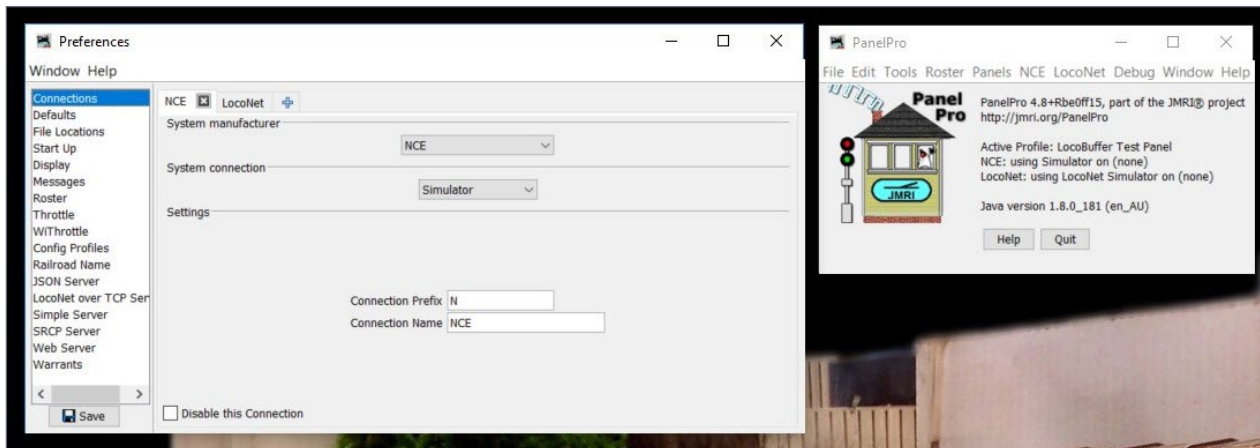 Preferences
Window Help
Connections
Defaults
File Locations
Start Up
Display
Messages
Roster
Throttle
WiThrottle
Config Profiles
Railroad Name
JSON Server
LocoNet over TCP Ser
Simple Server
SRCP Server
Web Server
Warrants
Save
NCE LocoNet
System manufacturer
NCE
System connection
Simulator
Settings
Connection Prefix N
Connection Name NCE
Disable this Connection
PanelPro
File Edit Tools Roster Panels NCE LocoNet Debug Window Help
Panel
Pro
JMRI
PanelPro 4.8+Rbe0ff15, part of the JMRI® project
http://jmri.org/PanelPro
Active Profile: LocoBuffer Test Panel
NCE: using Simulator on (none)
LocoNet: using LocoNet Simulator on (none)
Java version 1.8.0_181 (en_AU)
Help Quit